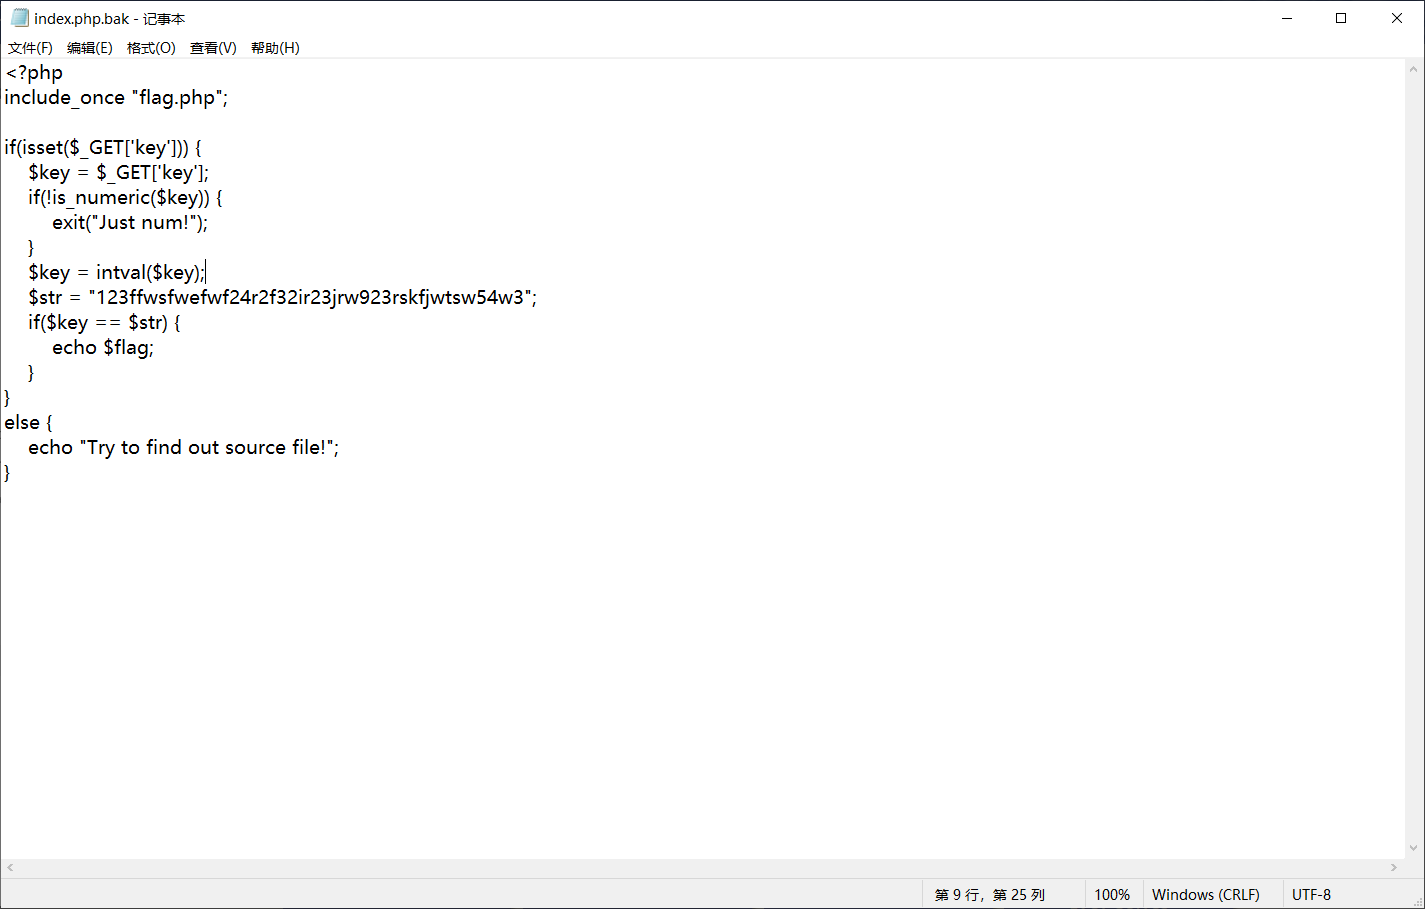 index.php.bak - 记事本
文件(F) 编辑(E) 格式(O) 查看(V) 帮助(H)
<?php
include_once "flag.php";

if(isset($_GET['key'])) {
    $key = $_GET['key'];
    if(!is_numeric($key)) {
        exit("Just num!");
    }
    $key = intval($key);
    $str = "123ffwsfwefwf24r2f32ir23jrw923rskfjwtsw54w3";
    if($key == $str) {
        echo $flag;
    }
}
else {
    echo "Try to find out source file!";
}
第 9 行，第 25 列 100% Windows (CRLF) UTF-8